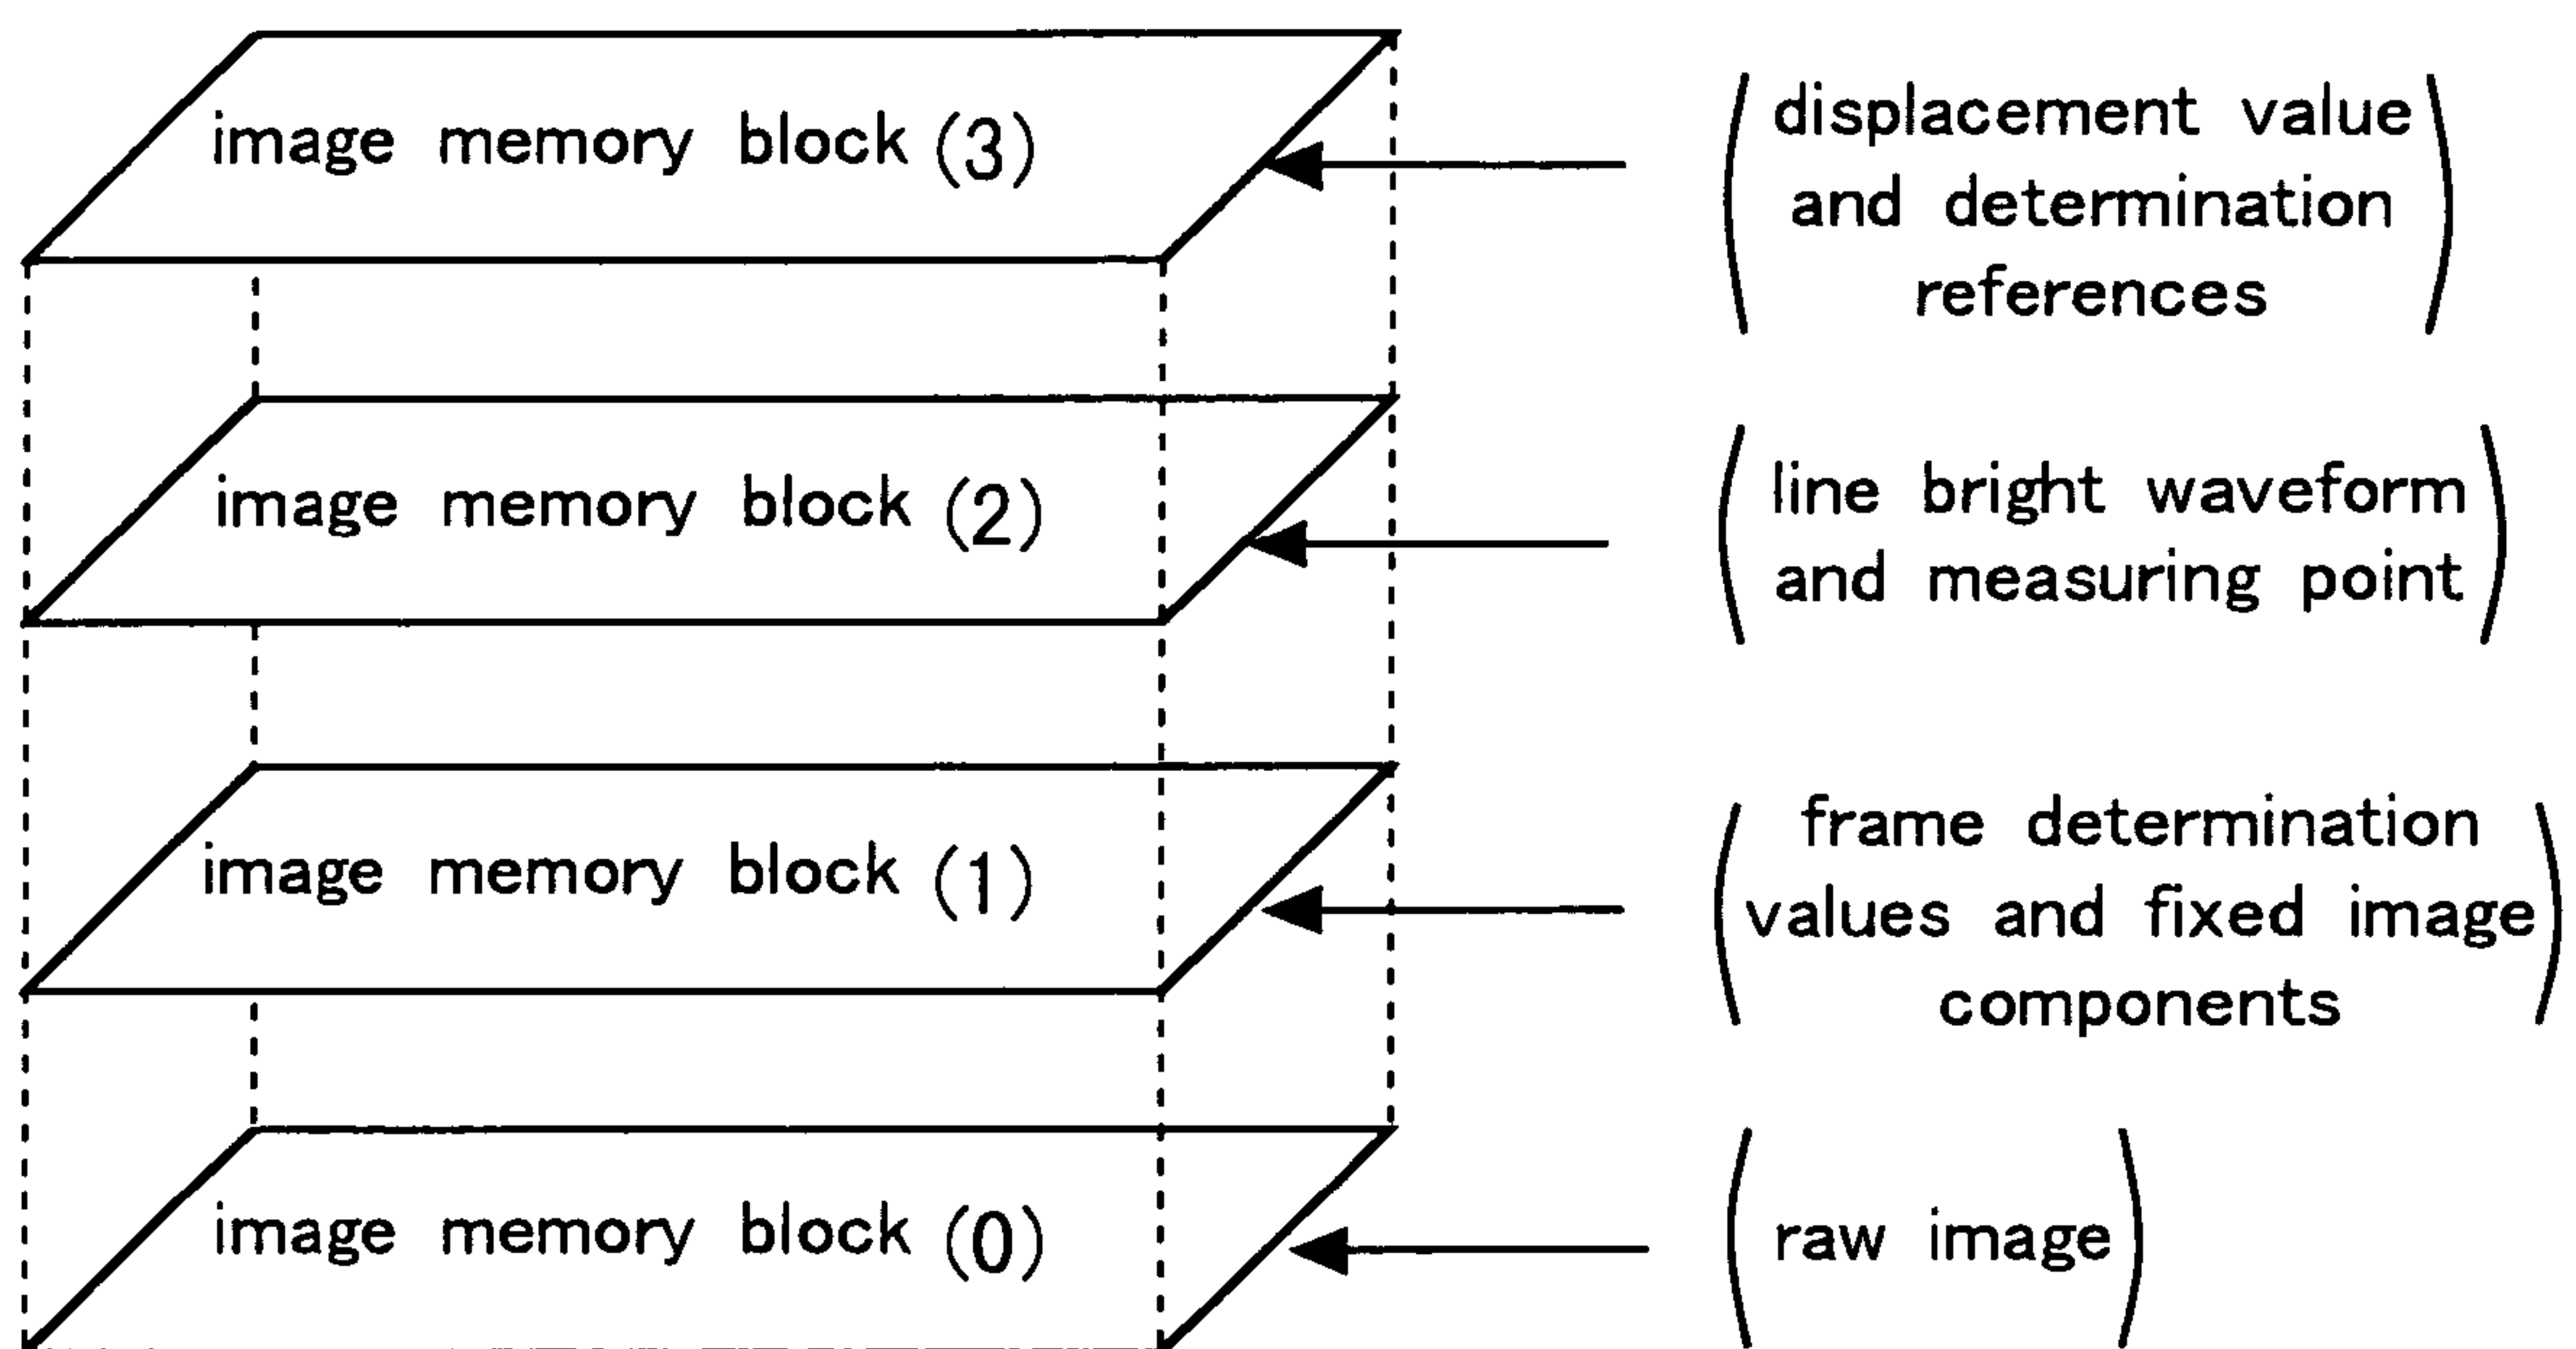 image memory block (3)
displacement value
and determination
references
image memory block (2)
line bright waveform
and measuring point
image memory block (1)
frame determination
values and fixed image
components
image memory block (0)
raw image